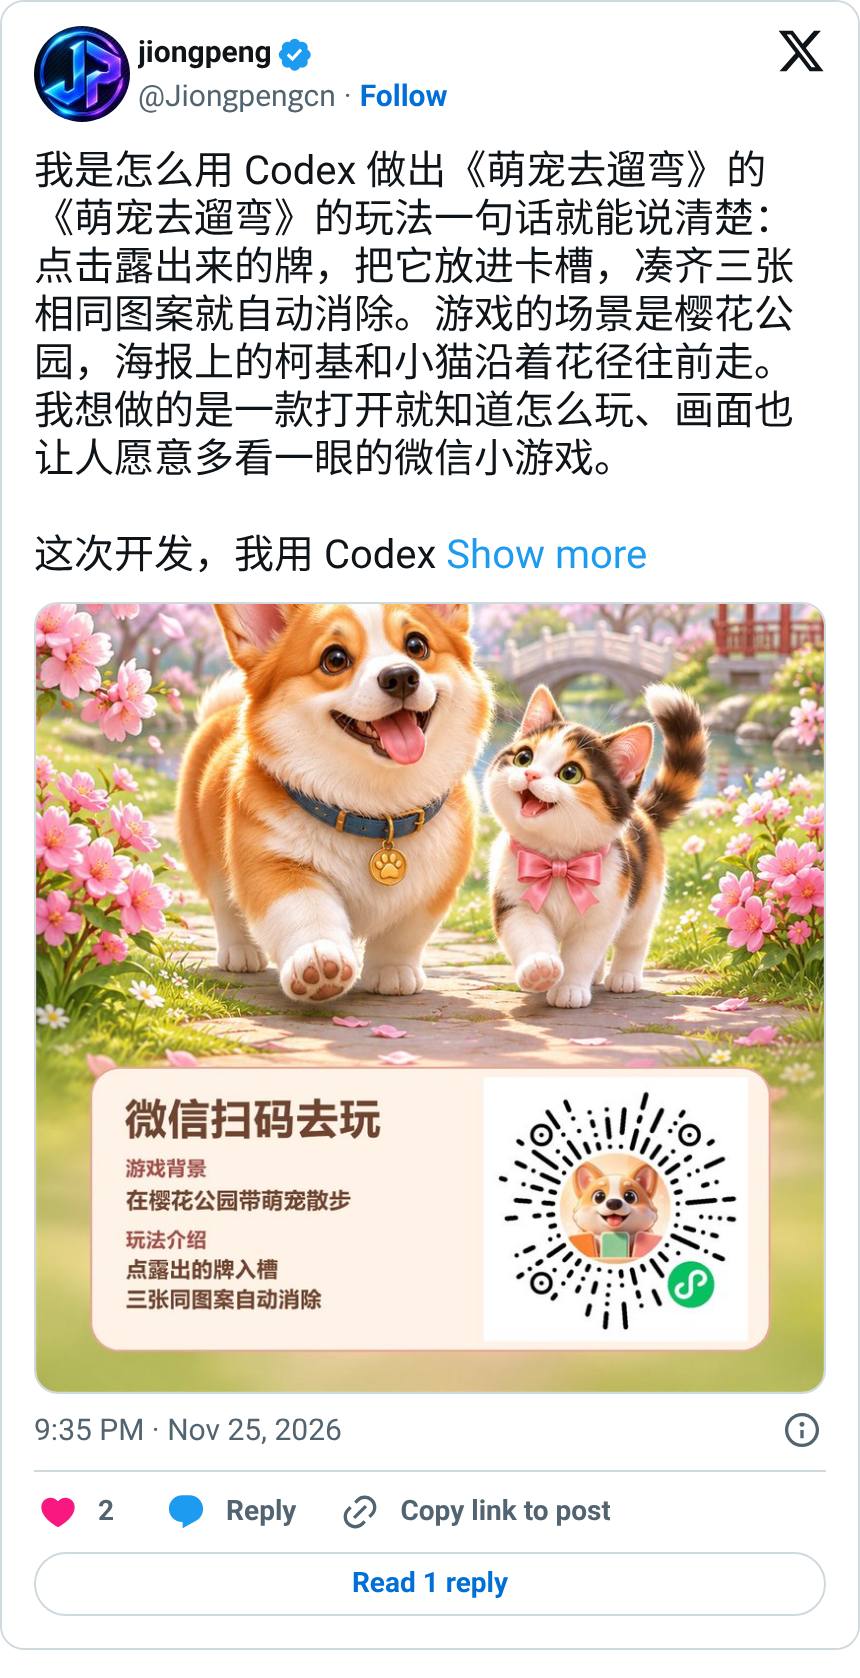 jiongpeng
@Jiongpengcn · Follow
我是怎么用 Codex 做出《萌宠去遛弯》的
《萌宠去遛弯》的玩法一句话就能说清楚：
点击露出来的牌，把它放进卡槽，凑齐三张
相同图案就自动消除。游戏的场景是樱花公
园，海报上的柯基和小猫沿着花径往前走。
我想做的是一款打开就知道怎么玩、画面也
让人愿意多看一眼的微信小游戏。
这次开发，我用 Codex Show more
微信扫码去玩
游戏背景
在樱花公园带萌宠散步
玩法介绍
点露出的牌入槽
三张同图案自动消除
9:35 PM · Nov 25, 2026
2 Reply Copy link to post
Read 1 reply